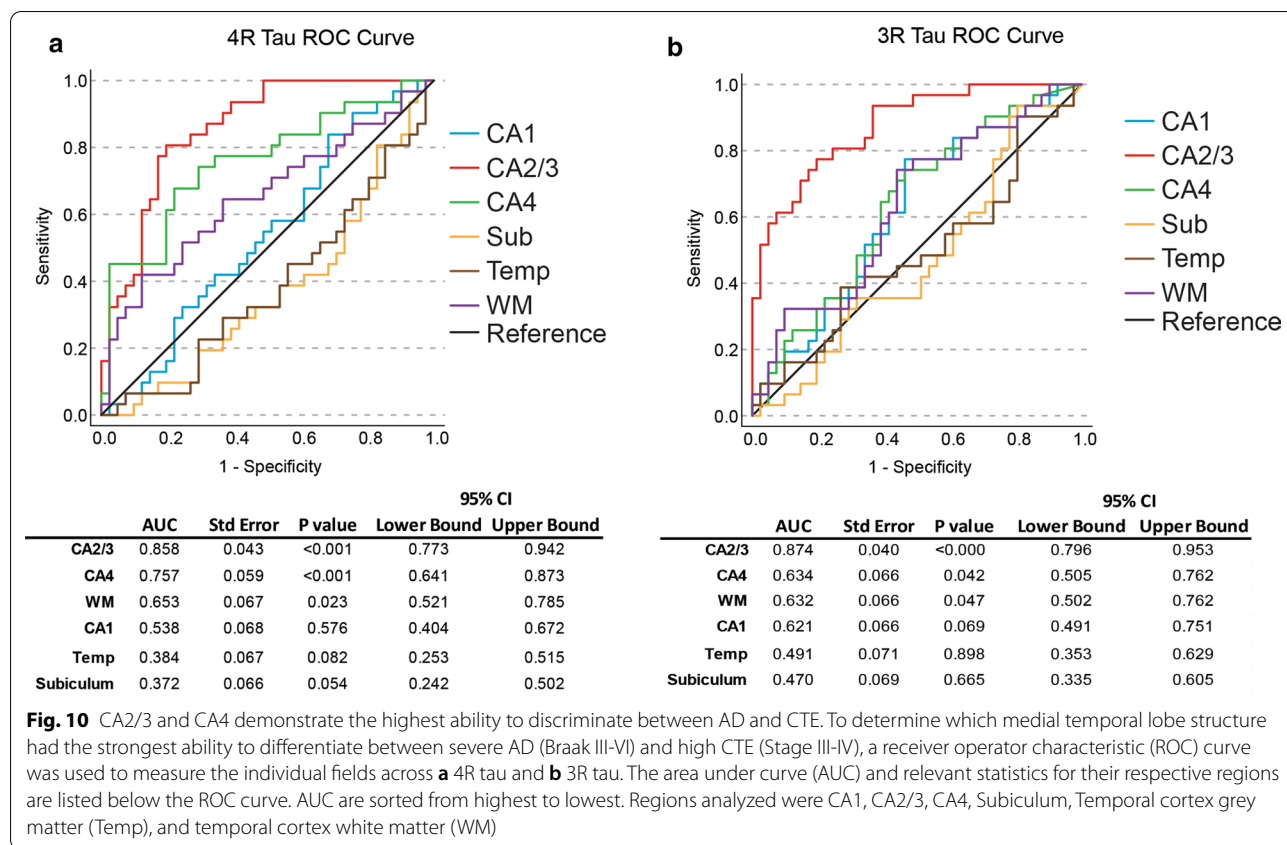 a
4R Tau ROC Curve
1.0
0.8
0.6
0.4
0.2
0.0
Sensitivity
0.0 0.2 0.4 0.6 0.8 1.0
1 - Specificity
CA1
CA2/3
CA4
Sub
Temp
WM
Reference
95% CI
AUC Std Error P value Lower Bound Upper Bound
CA2/3 0.858 0.043 <0.001 0.773 0.942
CA4 0.757 0.059 <0.001 0.641 0.873
WM 0.653 0.067 0.023 0.521 0.785
CA1 0.538 0.068 0.576 0.404 0.672
Temp 0.384 0.067 0.082 0.253 0.515
Subiculum 0.372 0.066 0.054 0.242 0.502
b
3R Tau ROC Curve
1.0
0.8
0.6
0.4
0.2
0.0
Sensitivity
0.0 0.2 0.4 0.6 0.8 1.0
1 - Specificity
CA1
CA2/3
CA4
Sub
Temp
WM
Reference
95% CI
AUC Std Error P value Lower Bound Upper Bound
CA2/3 0.874 0.040 <0.000 0.796 0.953
CA4 0.634 0.066 0.042 0.505 0.762
WM 0.632 0.066 0.047 0.502 0.762
CA1 0.621 0.066 0.069 0.491 0.751
Temp 0.491 0.071 0.898 0.353 0.629
Subiculum 0.470 0.069 0.665 0.335 0.605
Fig. 10 CA2/3 and CA4 demonstrate the highest ability to discriminate between AD and CTE. To determine which medial temporal lobe structure
had the strongest ability to differentiate between severe AD (Braak III-VI) and high CTE (Stage III-IV), a receiver operator characteristic (ROC) curve
was used to measure the individual fields across a 4R tau and b 3R tau. The area under curve (AUC) and relevant statistics for their respective regions
are listed below the ROC curve. AUC are sorted from highest to lowest. Regions analyzed were CA1, CA2/3, CA4, Subiculum, Temporal cortex grey
matter (Temp), and temporal cortex white matter (WM)